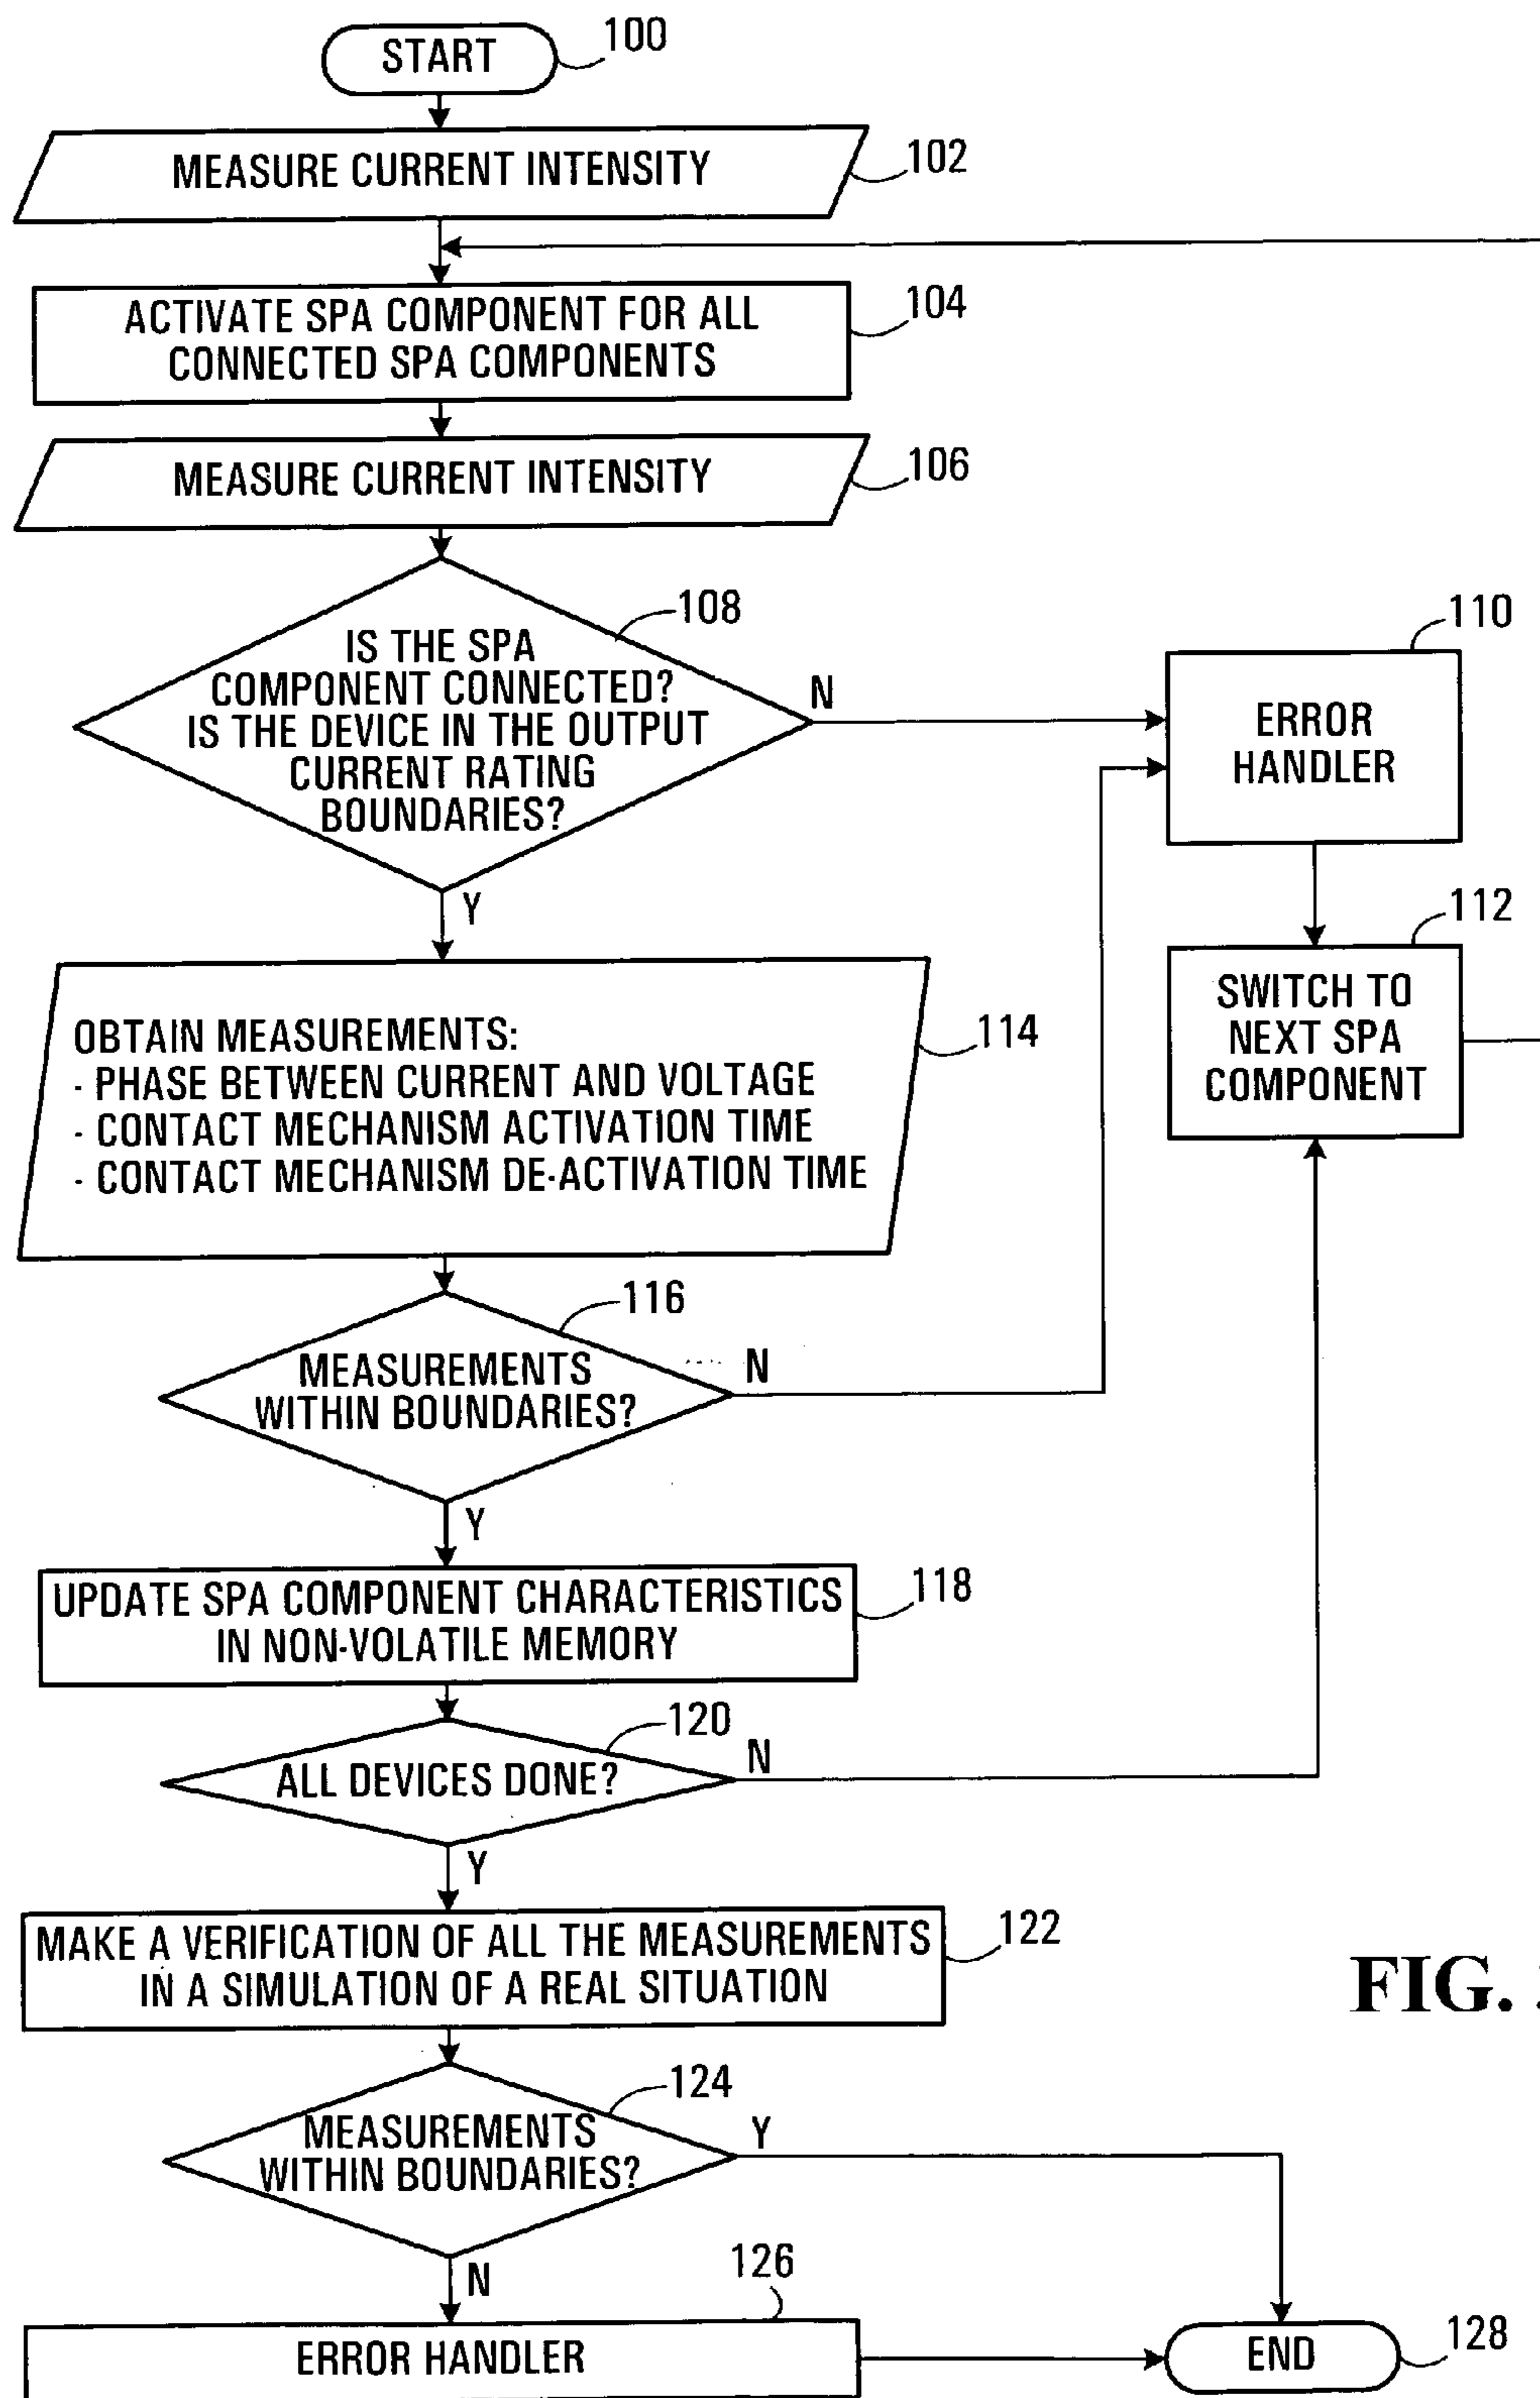 START
100
MEASURE CURRENT INTENSITY
102
ACTIVATE SPA COMPONENT FOR ALL
CONNECTED SPA COMPONENTS
104
MEASURE CURRENT INTENSITY
106
IS THE SPA
COMPONENT CONNECTED?
IS THE DEVICE IN THE OUTPUT
CURRENT RATING
BOUNDARIES?
108
N
Y
ERROR
HANDLER
110
SWITCH TO
NEXT SPA
COMPONENT
112
OBTAIN MEASUREMENTS:
- PHASE BETWEEN CURRENT AND VOLTAGE
- CONTACT MECHANISM ACTIVATION TIME
- CONTACT MECHANISM DE-ACTIVATION TIME
114
MEASUREMENTS
WITHIN BOUNDARIES?
116
N
Y
UPDATE SPA COMPONENT CHARACTERISTICS
IN NON-VOLATILE MEMORY
118
ALL DEVICES DONE?
120
N
Y
MAKE A VERIFICATION OF ALL THE MEASUREMENTS
IN A SIMULATION OF A REAL SITUATION
122
FIG.
MEASUREMENTS
WITHIN BOUNDARIES?
124
Y
N
ERROR HANDLER
126
END
128